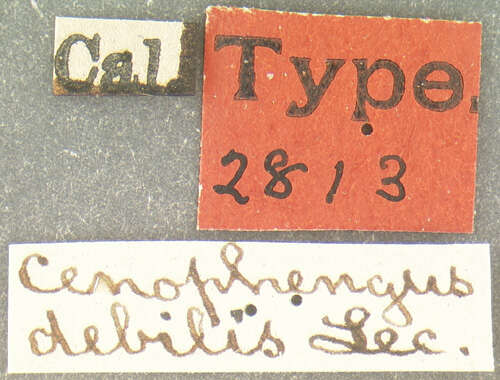 Cal.
Type.
2813
Cenophengus
debilis Lec.